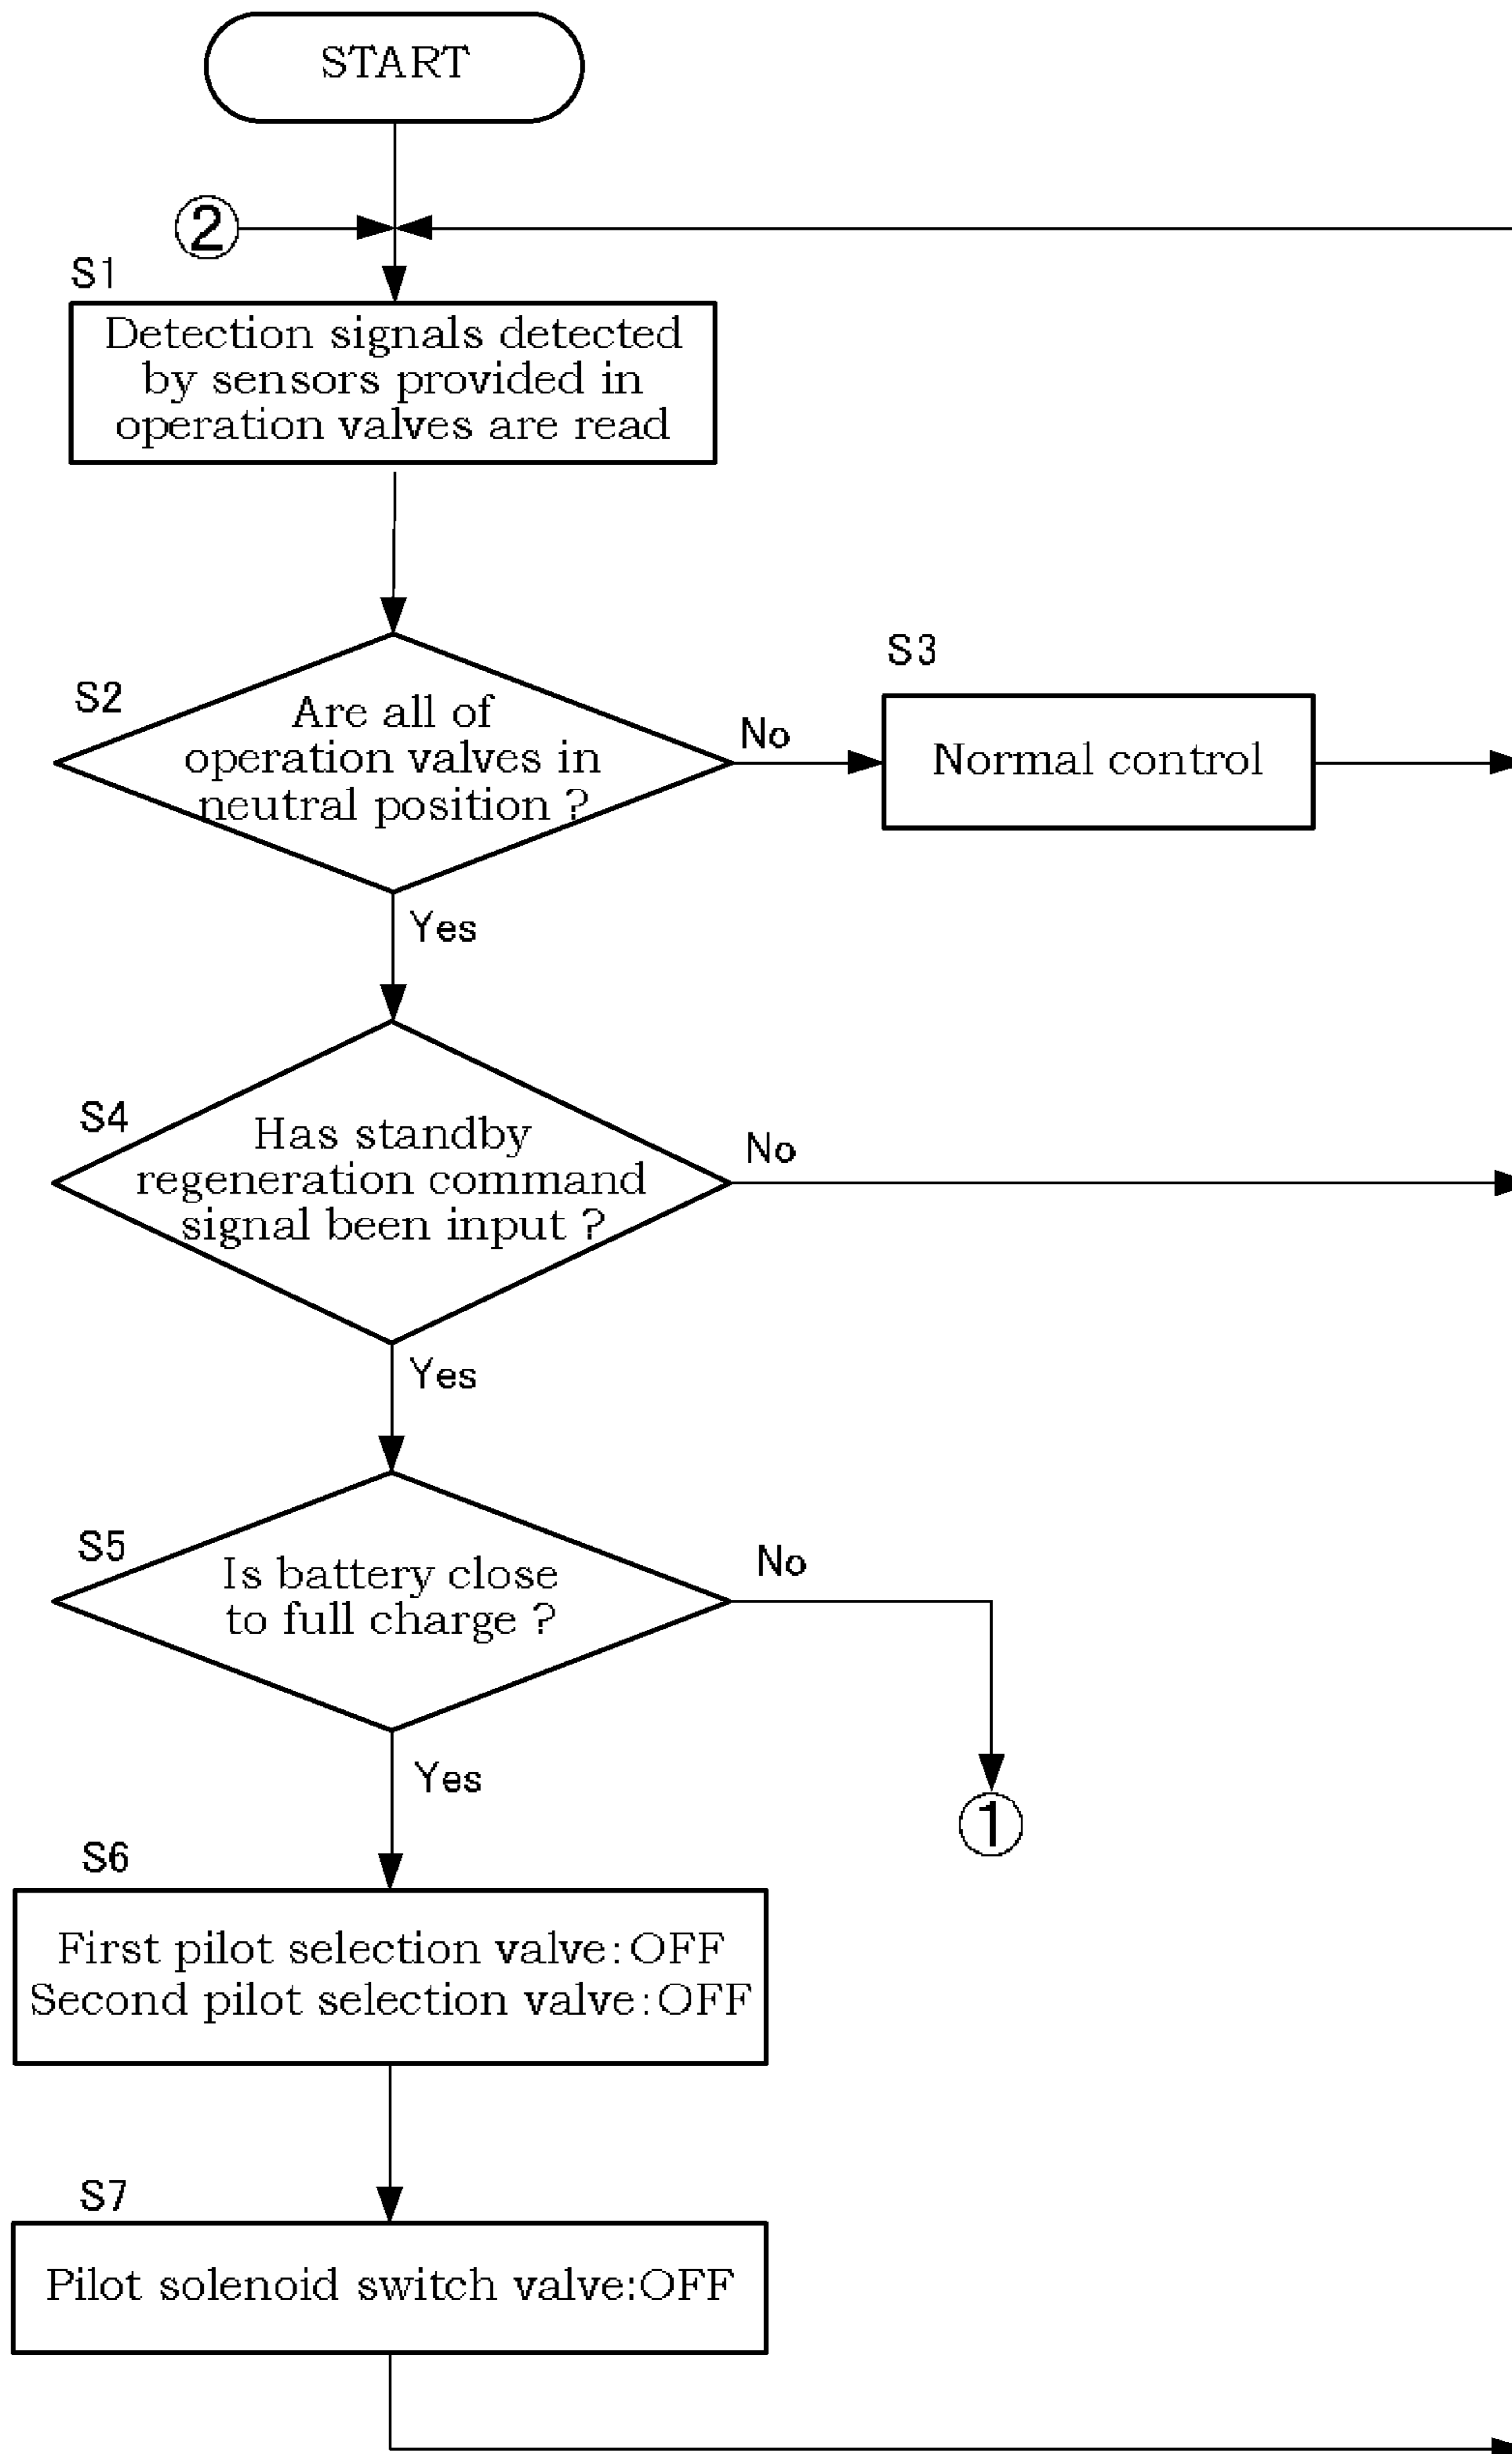 START
②
S1
Detection signals detected
by sensors provided in
operation valves are read
S2
Are all of
operation valves in
neutral position ?
No
S3
Normal control
Yes
S4
Has standby
regeneration command
signal been input ?
No
Yes
S5
Is battery close
to full charge ?
No
①
Yes
S6
First pilot selection valve:OFF
Second pilot selection valve:OFF
S7
Pilot solenoid switch valve:OFF